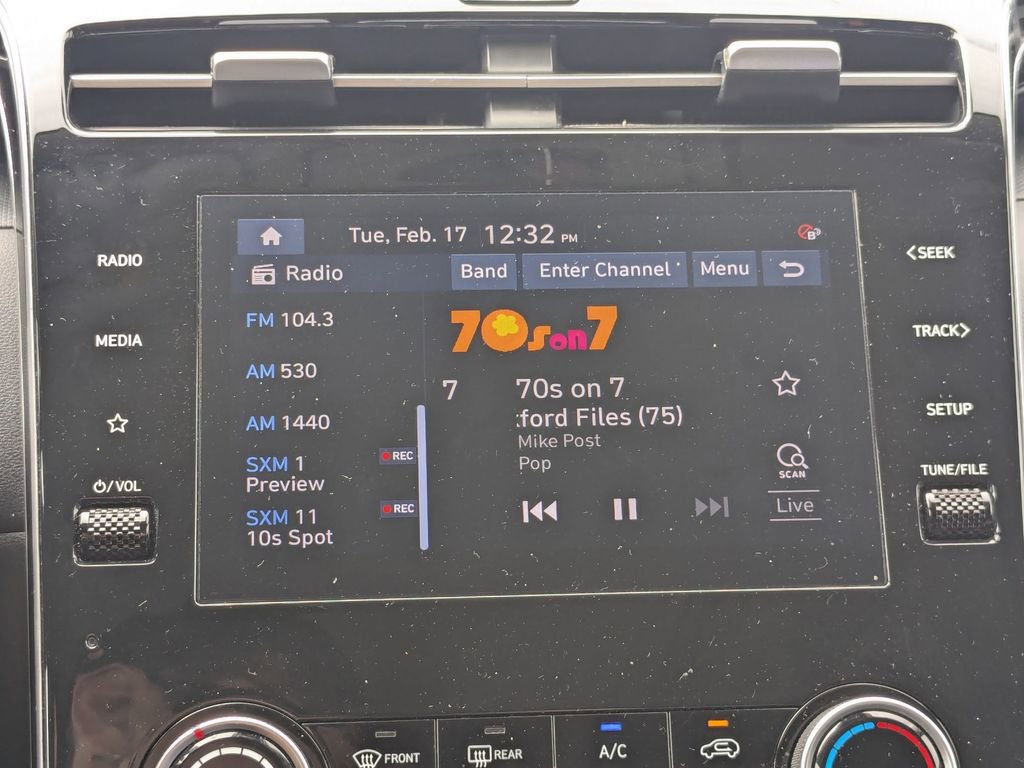 Tue, Feb. 17 12:32 PM
B
RADIO
Radio
Band
Enter Channel
Menu
<SEEK
FM 104.3
70s on 7
MEDIA
AM 530
TRACK>
7
70s on 7
AM 1440
:ford Files (75)
SETUP
Mike Post
SXM 1
REC
Preview
Pop
SCAN
TUNE/FILE
/VOL
SXM 11
REC
10s Spot
Live
FRONT
REAR
A/C